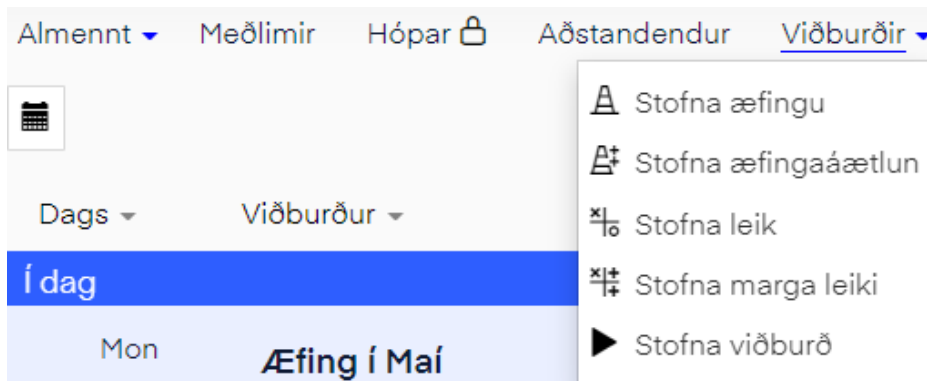 Almennt Meðlimir Hópar Aðstandendur Viðburðir
Stofna æfingu
Stofna æfingaáætlun
Dags Viðburður
Stofna leik
Í dag
Stofna marga leiki
Mon
Æfing í Maí
Stofna viðburð